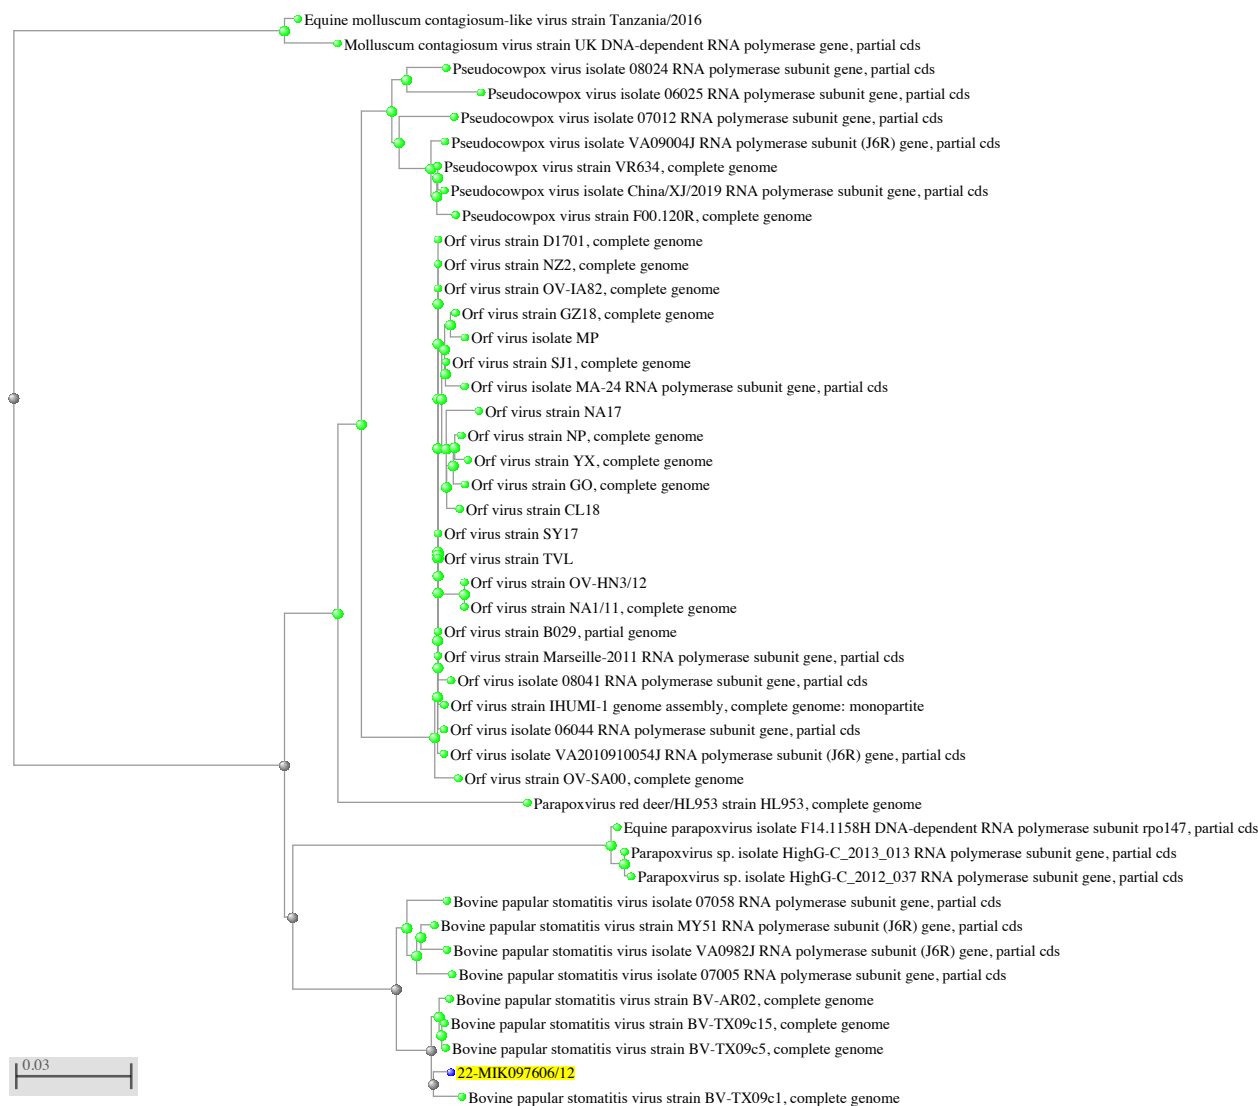 Equine molluscum contagiosum-like virus strain Tanzania/2016
Molluscum contagiosum virus strain UK DNA-dependent RNA polymerase gene, partial cds
Pseudocowpox virus isolate 08024 RNA polymerase subunit gene, partial cds
Pseudocowpox virus isolate 06025 RNA polymerase subunit gene, partial cds
Pseudocowpox virus isolate 07012 RNA polymerase subunit gene, partial cds
Pseudocowpox virus isolate VA09004J RNA polymerase subunit (J6R) gene, partial cds
Pseudocowpox virus strain VR634, complete genome
Pseudocowpox virus isolate China/XJ/2019 RNA polymerase subunit gene, partial cds
Pseudocowpox virus strain F00.120R, complete genome
Orf virus strain D1701, complete genome
Orf virus strain NZ2, complete genome
Orf virus strain OV-IA82, complete genome
Orf virus strain GZ18, complete genome
Orf virus isolate MP
Orf virus strain SJ1, complete genome
Orf virus isolate MA-24 RNA polymerase subunit gene, partial cds
Orf virus strain NA17
Orf virus strain NP, complete genome
Orf virus strain YX, complete genome
Orf virus strain GO, complete genome
Orf virus strain CL18
Orf virus strain SY17
Orf virus strain TVL
Orf virus strain OV-HN3/12
Orf virus strain NA1/11, complete genome
Orf virus strain B029, partial genome
Orf virus strain Marseille-2011 RNA polymerase subunit gene, partial cds
Orf virus isolate 08041 RNA polymerase subunit gene, partial cds
Orf virus strain IHUMI-1 genome assembly, complete genome: monopartite
Orf virus isolate 06044 RNA polymerase subunit gene, partial cds
Orf virus isolate VA2010910054J RNA polymerase subunit (J6R) gene, partial cds
Orf virus strain OV-SA00, complete genome
Parapoxvirus red deer/HL953 strain HL953, complete genome
Equine parapoxvirus isolate F14.1158H DNA-dependent RNA polymerase subunit rpo147, partial cds
Parapoxvirus sp. isolate HighG-C_2013_013 RNA polymerase subunit gene, partial cds
Parapoxvirus sp. isolate HighG-C_2012_037 RNA polymerase subunit gene, partial cds
Bovine papular stomatitis virus isolate 07058 RNA polymerase subunit gene, partial cds
Bovine papular stomatitis virus strain MY51 RNA polymerase subunit (J6R) gene, partial cds
Bovine papular stomatitis virus isolate VA0982J RNA polymerase subunit (J6R) gene, partial cds
Bovine papular stomatitis virus isolate 07005 RNA polymerase subunit gene, partial cds
Bovine papular stomatitis virus strain BV-AR02, complete genome
Bovine papular stomatitis virus strain BV-TX09c15, complete genome
Bovine papular stomatitis virus strain BV-TX09c5, complete genome
22-MIK097606/12
Bovine papular stomatitis virus strain BV-TX09c1, complete genome
0.03